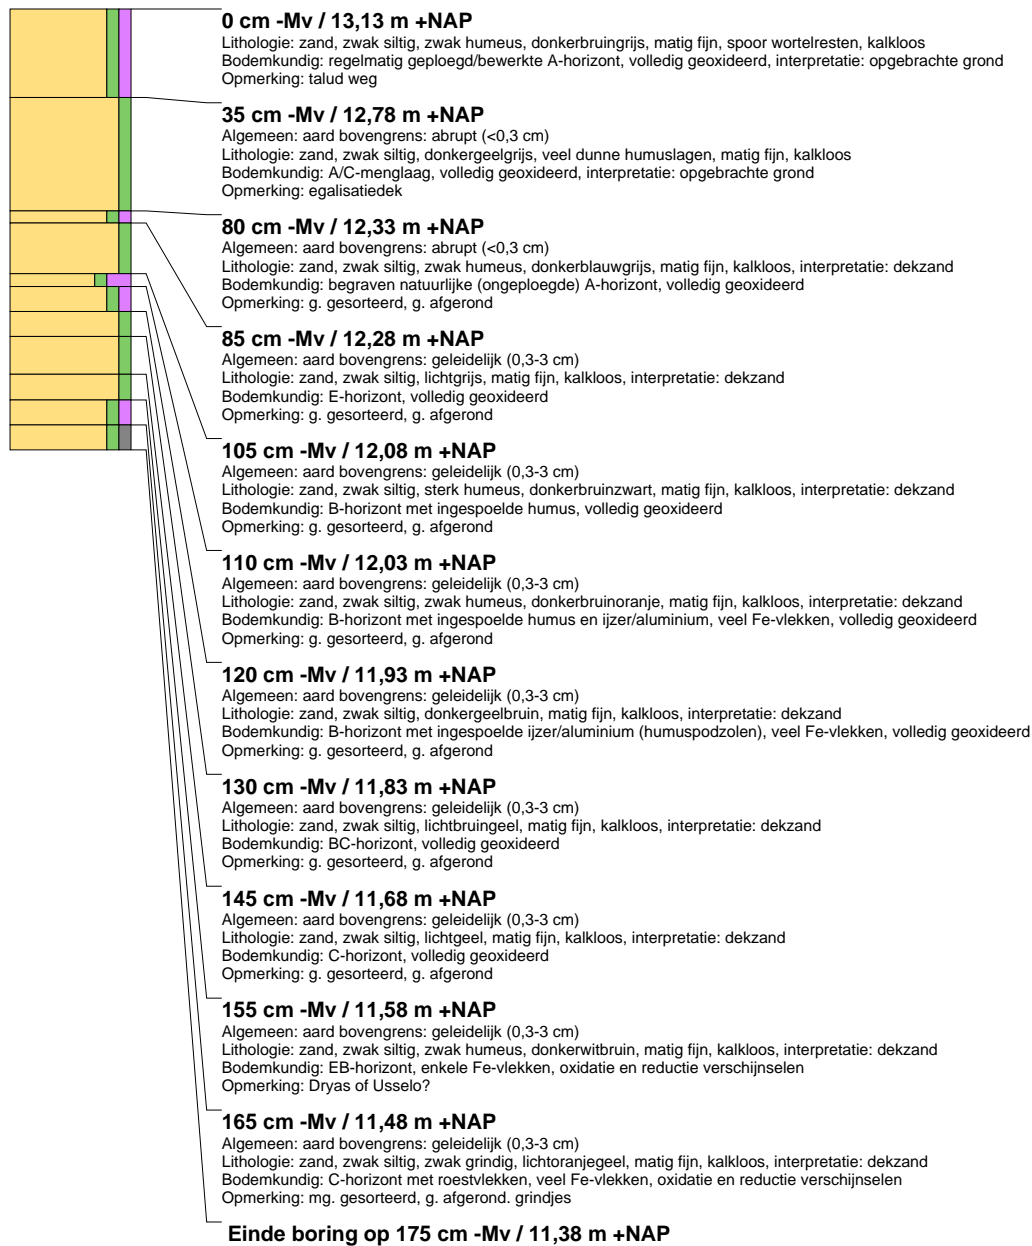 0 cm -Mv / 13,13 m +NAP
Lithologie: zand, zwak siltig, zwak humeus, donkerbruingrijs, matig fijn, spoor wortelresten, kalkloos
Bodemkundig: regelmatig geploegd/bewerkte A-horizont, volledig geoxideerd, interpretatie: opgebrachte grond
Opmerking: talud weg
35 cm -Mv / 12,78 m +NAP
Algemeen: aard bovengrens: abrupt (<0,3 cm)
Lithologie: zand, zwak siltig, donkergeelgrijs, veel dunne humuslagen, matig fijn, kalkloos
Bodemkundig: A/C-menglaag, volledig geoxideerd, interpretatie: opgebrachte grond
Opmerking: egalisatiedek
80 cm -Mv / 12,33 m +NAP
Algemeen: aard bovengrens: abrupt (<0,3 cm)
Lithologie: zand, zwak siltig, zwak humeus, donkerblauwgrijs, matig fijn, kalkloos, interpretatie: dekzand
Bodemkundig: begraven natuurlijke (ongeploegde) A-horizont, volledig geoxideerd
Opmerking: g. gesorteerd, g. afgerond
85 cm -Mv / 12,28 m +NAP
Algemeen: aard bovengrens: geleidelijk (0,3-3 cm)
Lithologie: zand, zwak siltig, lichtgrijs, matig fijn, kalkloos, interpretatie: dekzand
Bodemkundig: E-horizont, volledig geoxideerd
Opmerking: g. gesorteerd, g. afgerond
105 cm -Mv / 12,08 m +NAP
Algemeen: aard bovengrens: geleidelijk (0,3-3 cm)
Lithologie: zand, zwak siltig, sterk humeus, donkerbruinzwart, matig fijn, kalkloos, interpretatie: dekzand
Bodemkundig: B-horizont met ingespoelde humus, volledig geoxideerd
Opmerking: g. gesorteerd, g. afgerond
110 cm -Mv / 12,03 m +NAP
Algemeen: aard bovengrens: geleidelijk (0,3-3 cm)
Lithologie: zand, zwak siltig, zwak humeus, donkerbruinoranje, matig fijn, kalkloos, interpretatie: dekzand
Bodemkundig: B-horizont met ingespoelde humus en ijzer/aluminium, veel Fe-vlekken, volledig geoxideerd
Opmerking: g. gesorteerd, g. afgerond
120 cm -Mv / 11,93 m +NAP
Algemeen: aard bovengrens: geleidelijk (0,3-3 cm)
Lithologie: zand, zwak siltig, donkergeelbruin, matig fijn, kalkloos, interpretatie: dekzand
Bodemkundig: B-horizont met ingespoelde ijzer/aluminium (humuspodzolen), veel Fe-vlekken, volledig geoxideerd
Opmerking: g. gesorteerd, g. afgerond
130 cm -Mv / 11,83 m +NAP
Algemeen: aard bovengrens: geleidelijk (0,3-3 cm)
Lithologie: zand, zwak siltig, lichtbruingeel, matig fijn, kalkloos, interpretatie: dekzand
Bodemkundig: BC-horizont, volledig geoxideerd
Opmerking: g. gesorteerd, g. afgerond
145 cm -Mv / 11,68 m +NAP
Algemeen: aard bovengrens: geleidelijk (0,3-3 cm)
Lithologie: zand, zwak siltig, lichtgeel, matig fijn, kalkloos, interpretatie: dekzand
Bodemkundig: C-horizont, volledig geoxideerd
Opmerking: g. gesorteerd, g. afgerond
155 cm -Mv / 11,58 m +NAP
Algemeen: aard bovengrens: geleidelijk (0,3-3 cm)
Lithologie: zand, zwak siltig, zwak humeus, donkerwitbruin, matig fijn, kalkloos, interpretatie: dekzand
Bodemkundig: EB-horizont, enkele Fe-vlekken, oxidatie en reductie verschijnselen
Opmerking: Dryas of Usselo?
165 cm -Mv / 11,48 m +NAP
Algemeen: aard bovengrens: geleidelijk (0,3-3 cm)
Lithologie: zand, zwak siltig, zwak grindig, lichtoranjegeel, matig fijn, kalkloos, interpretatie: dekzand
Bodemkundig: C-horizont met roestvlekken, veel Fe-vlekken, oxidatie en reductie verschijnselen
Opmerking: mg. gesorteerd, g. afgerond. grindjes
Einde boring op 175 cm -Mv / 11,38 m +NAP